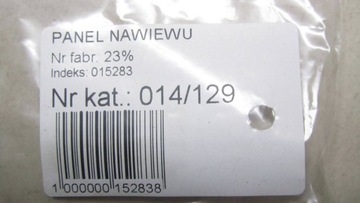 PANEL NAWIEWU
Nr fabr. 23%
Indeks: 015283
Nr kat.: 014/129
1 000000 152838